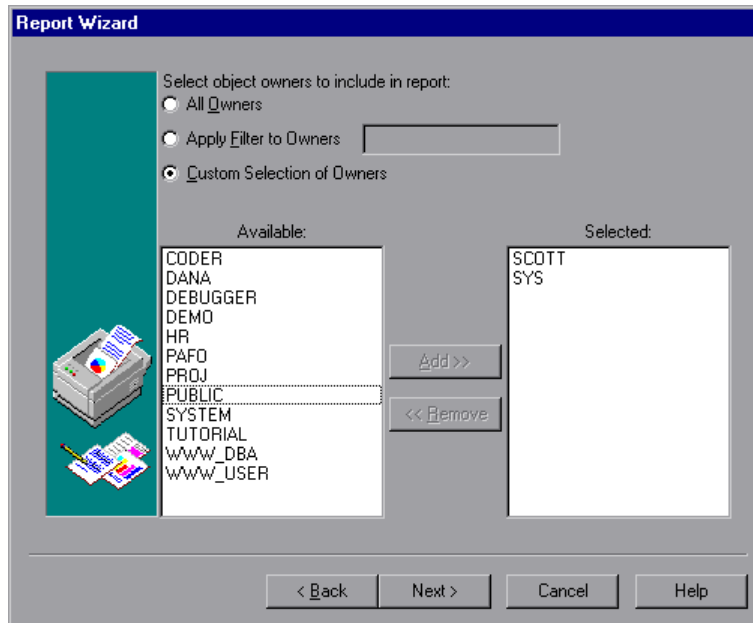 Report Wizard
Select object owners to include in report:
All Owners
Apply Filter to Owners
Custom Selection of Owners
Available:
CODER
DANA
DEBUGGER
DEMO
HR
PAFO
PROJ
PUBLIC
SYSTEM
TUTORIAL
WWW_DBA
WWW_USER
Add >>
<< Remove
Selected:
SCOTT
SYS
< Back
Next >
Cancel
Help